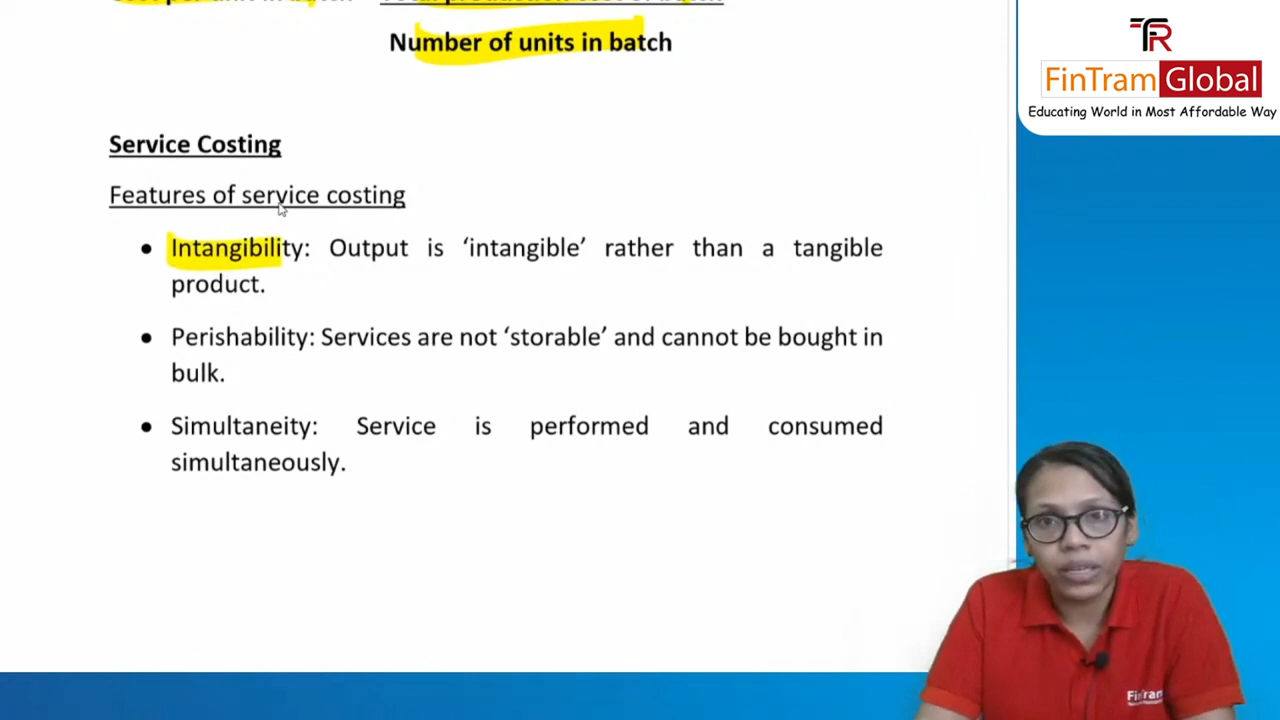 Number of units in batch
FinTram Global
Educating World in Most Affordable Way
Service Costing
Features of service costing
• Intangibility: Output is ‘intangible’ rather than a tangible
product.
• Perishability: Services are not ‘storable’ and cannot be bought in
bulk.
• Simultaneity: Service is performed and consumed
simultaneously.
FinTram